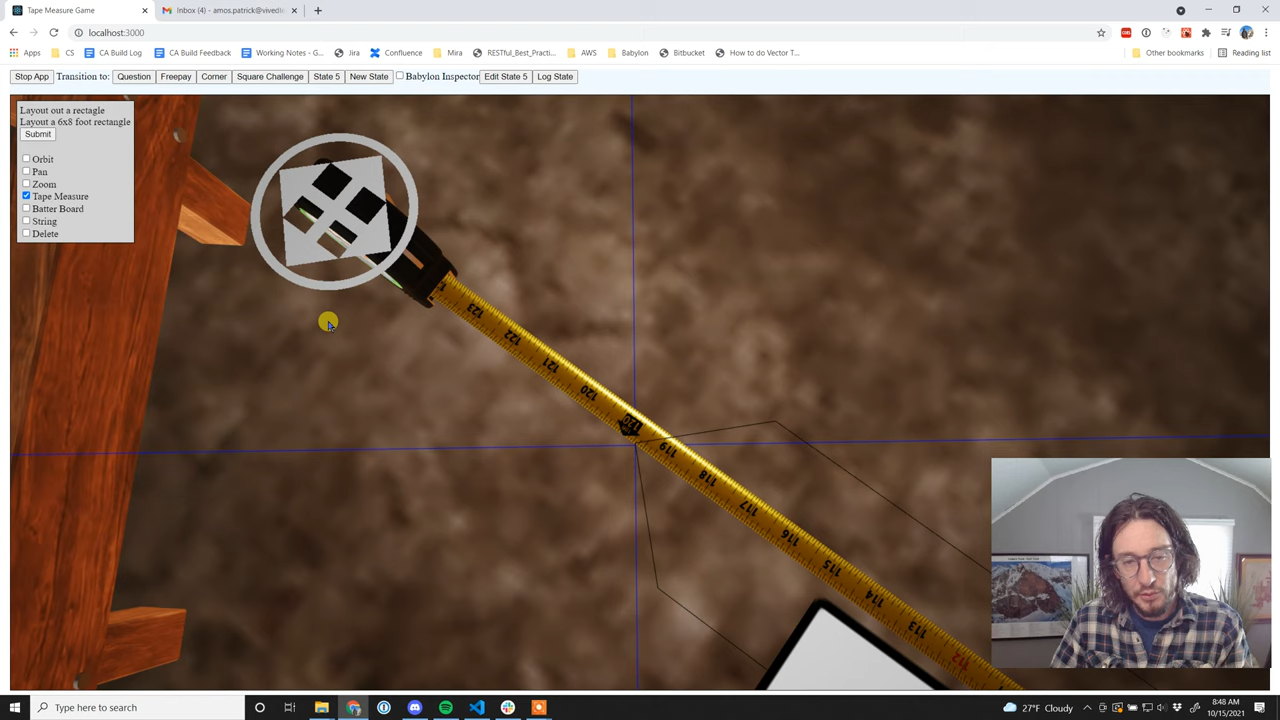 Tape Measure Game
Inbox (4) - amos.patrick@vivedle
localhost:3000
Apps CS CA Build Log CA Build Feedback Working Notes - G... Jira Confluence Mira RESTful_Best_Practi... AWS Babylon Bitbucket How to do Vector T... Other bookmarks Reading list
Stop App Transition to: Question Freepay Corner Square Challenge State 5 New State Babylon Inspector Edit State 5 Log State
Layout out a rectagle
Layout a 6x8 foot rectangle
Submit
Orbit
Pan
Zoom
Tape Measure
Batter Board
String
Delete
123
122
121
120
120
119
118
117
116
115
114
113
112
Type here to search
27°F Cloudy
8:48 AM
10/15/2021